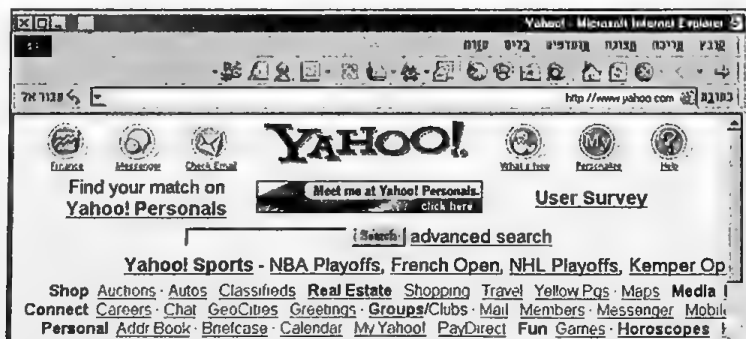 Yahoo! - Microsoft Internet Explorer
קובץ עריכה תצוגה מועדפים כלים עזרה
כתובת http://www.yahoo.com עבור אל
Finance Messenger Check Email YAHOO! What's New Personalize Help
Find your match on
Yahoo! Personals
Meet me at Yahoo! Personals.
click here
User Survey
Search advanced search
Yahoo! Sports - NBA Playoffs, French Open, NHL Playoffs, Kemper Op
Shop Auctions · Autos Classifieds Real Estate Shopping Travel Yellow Pgs · Maps Media
Connect Careers · Chat GeoCities Greetings · Groups/Clubs · Mail Members · Messenger Mobil
Personal Addr Book · Briefcase · Calendar My Yahoo! PayDirect Fun Games · Horoscopes